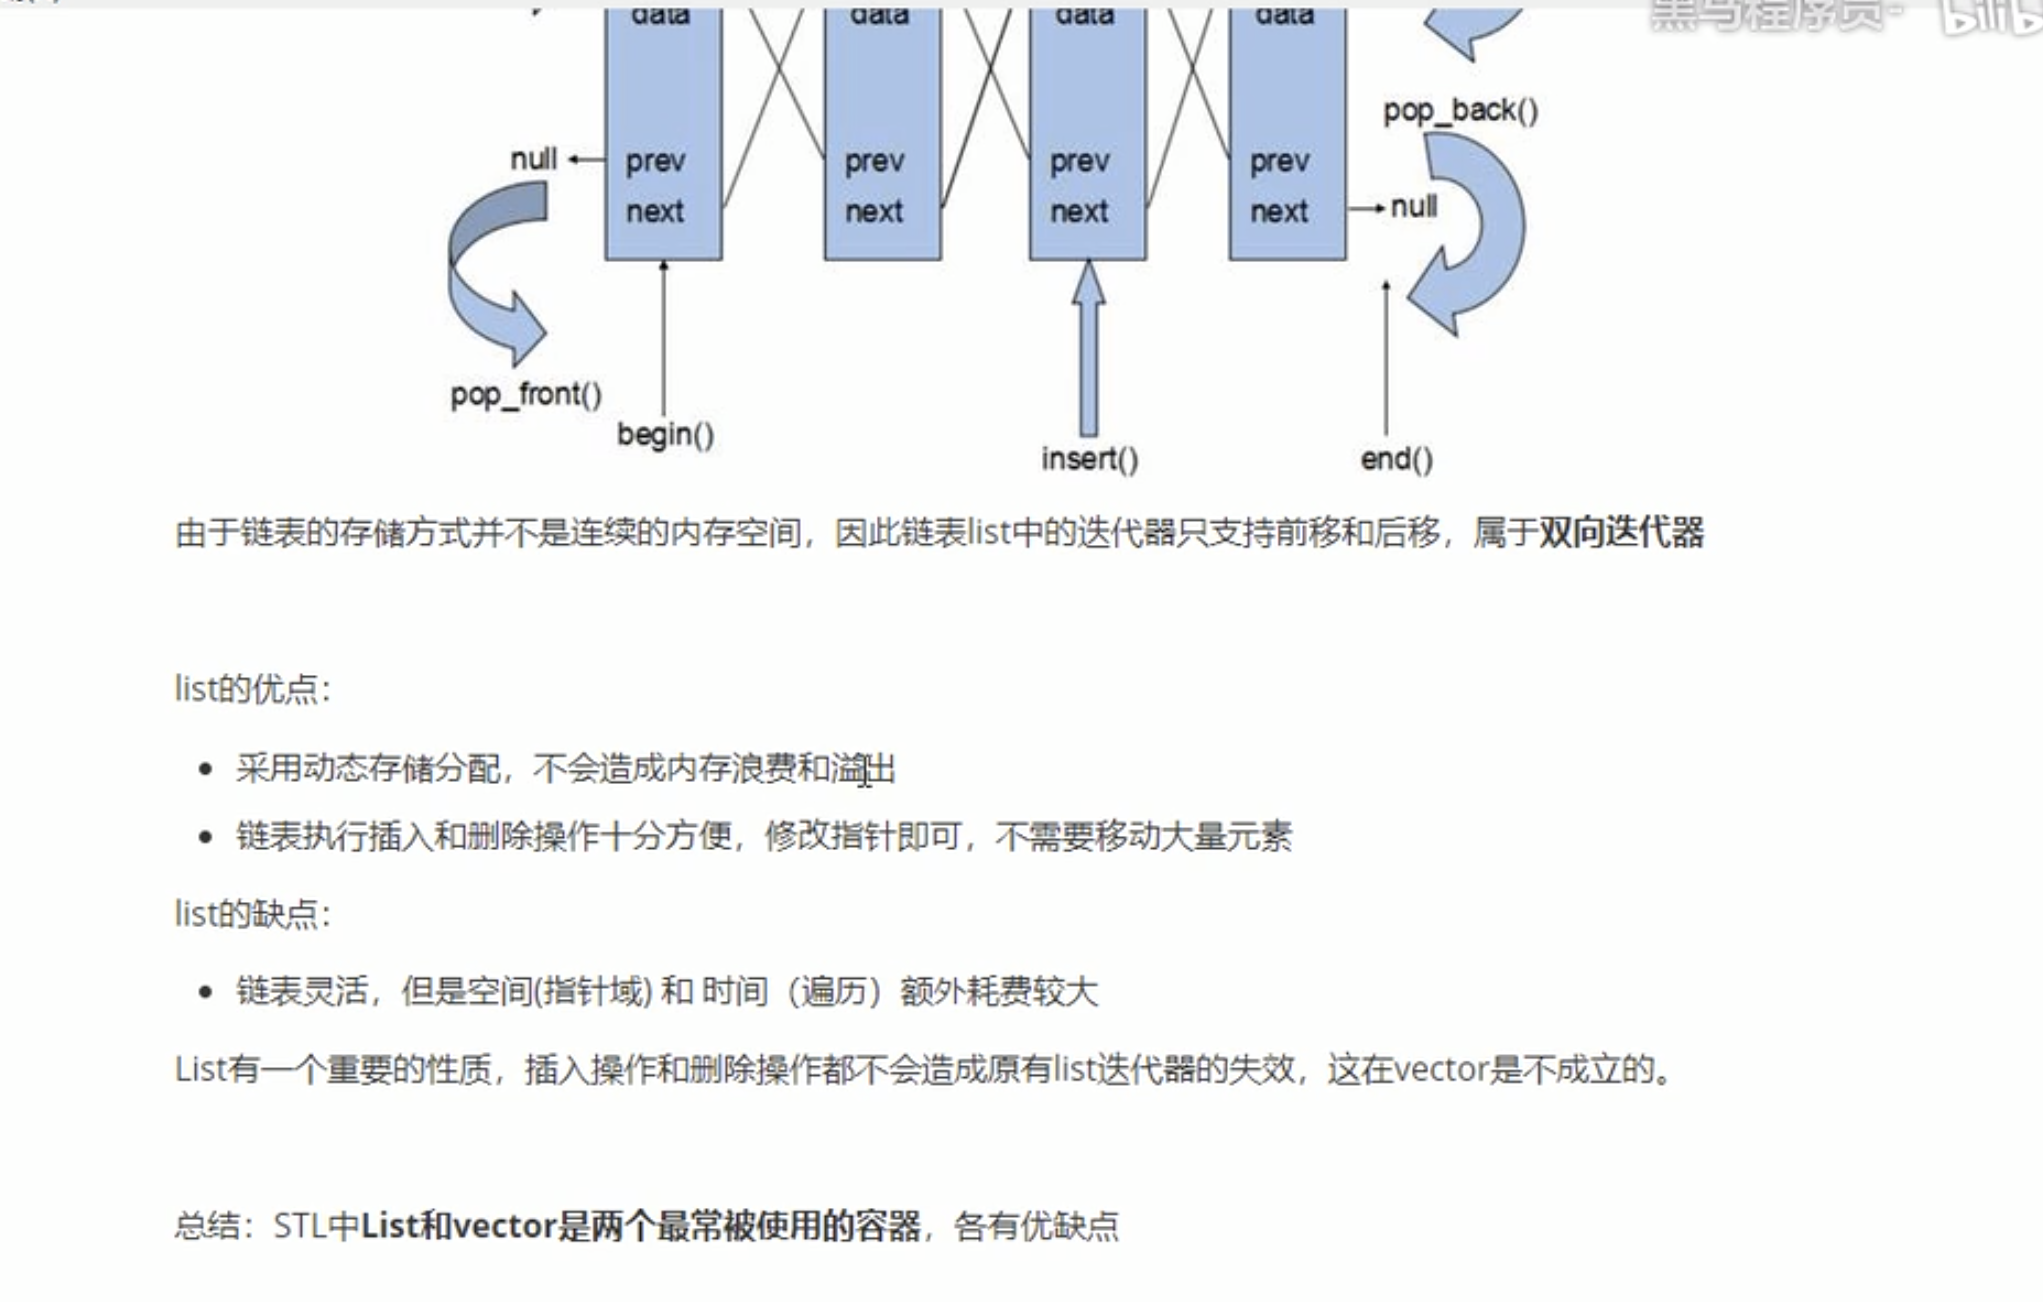 黑马程序员-
data data data data
pop_back()
null prev prev prev prev
next next next next null
pop_front()
begin()
insert() end()
由于链表的存储方式并不是连续的内存空间，因此链表list中的迭代器只支持前移和后移，属于双向迭代器
list的优点：
采用动态存储分配，不会造成内存浪费和溢出
链表执行插入和删除操作十分方便，修改指针即可，不需要移动大量元素
list的缺点：
链表灵活，但是空间(指针域) 和 时间（遍历）额外耗费较大
List有一个重要的性质，插入操作和删除操作都不会造成原有list迭代器的失效，这在vector是不成立的。
总结：STL中List和vector是两个最常被使用的容器，各有优缺点